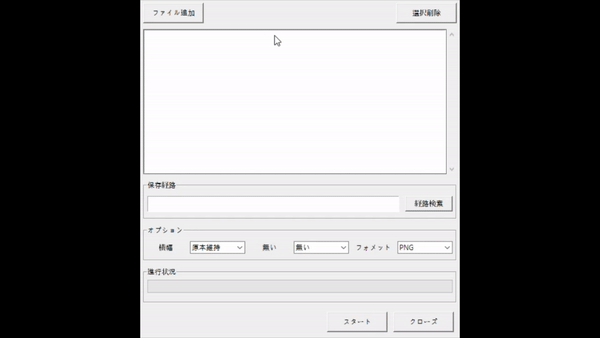 ファイル追加
選択削除
保存経路
経路検索
オプション
横幅 原本維持 無い 無い フォメット PNG
進行状況
スタート クローズ